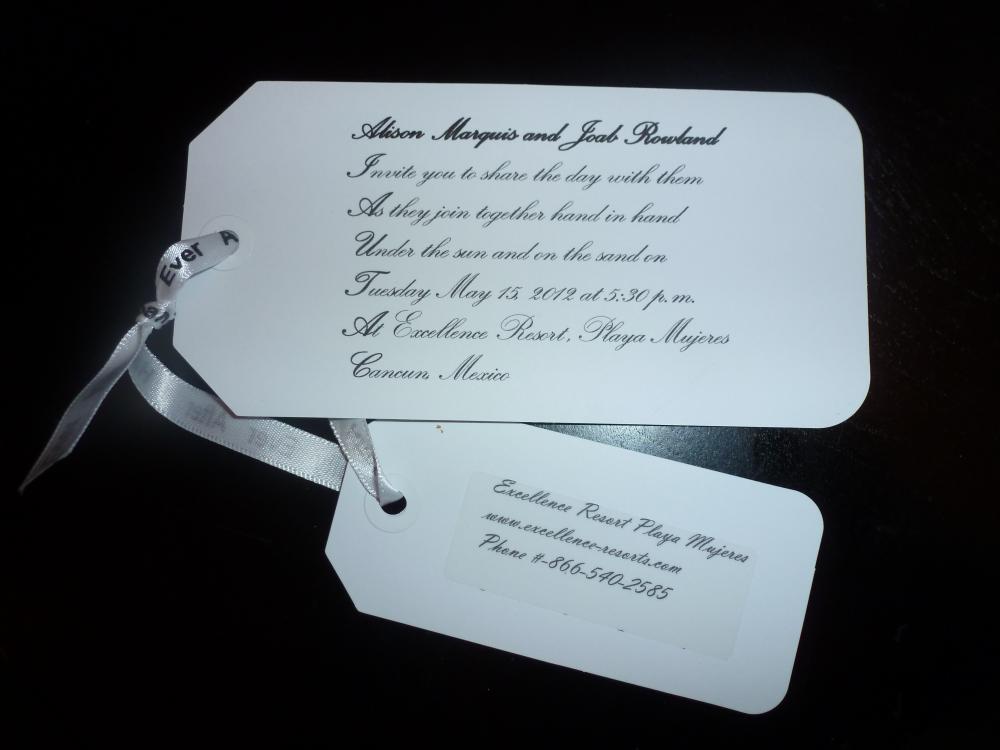 Alison Marquis and Joab Rowland
Invite you to share the day with them
As they join together hand in hand
Under the sun and on the sand on
Tuesday May 15, 2012 at 5:30 p.m.
At Excellence Resort, Playa Mujeres
Cancun, Mexico
Ever A
Excellence Resort Playa Mujeres
www.excellence-resorts.com
Phone #-866-540-2585